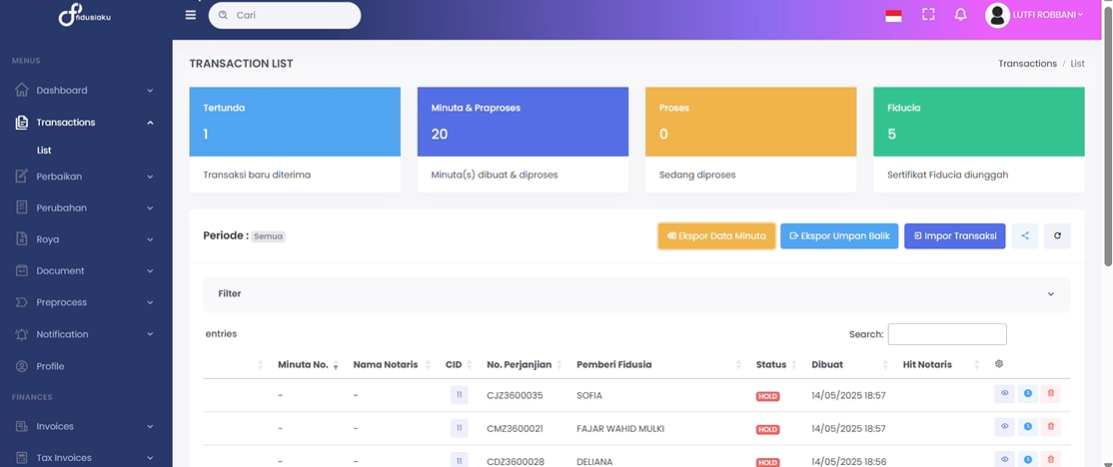 fidusiaku
Cari
LUTFI ROBBANI
MENUS
Dashboard
Transactions
List
Perbaikan
Perubahan
Roya
Document
Preprocess
Notification
Profile
FINANCES
Invoices
Tax Invoices
TRANSACTION LIST
Transactions / List
Tertunda
1
Transaksi baru diterima
Minuta & Praproses
20
Minuta(s) dibuat & diproses
Proses
0
Sedang diproses
Fiducia
5
Sertifikat Fiducia diunggah
Periode : Semua
Ekspor Data Minuta
Ekspor Umpan Balik
Impor Transaksi
Filter
entries
Search:
Minuta No. Nama Notaris CID No. Perjanjian Pemberi Fidusia Status Dibuat Hit Notaris
- - 11 CJZ3600035 SOFIA HOLD 14/05/2025 18:57
- - 11 CMZ3600021 FAJAR WAHID MULKI HOLD 14/05/2025 18:57
- - 11 CDZ3600028 DELIANA HOLD 14/05/2025 18:56